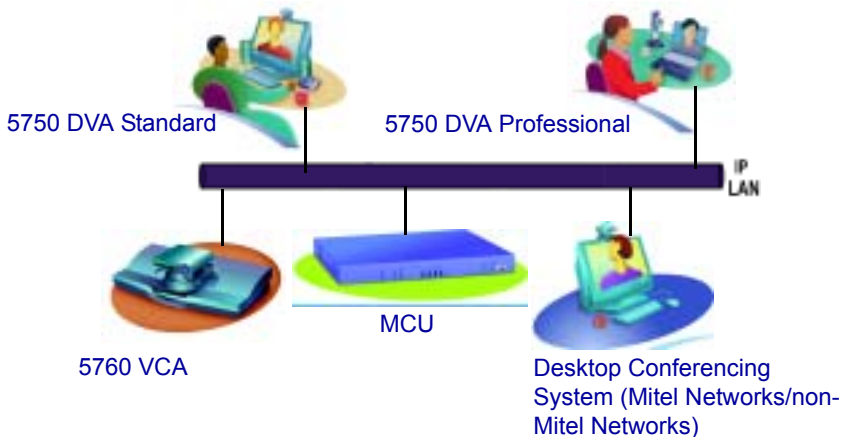 5750 DVA Standard
5750 DVA Professional
IP
LAN
5760 VCA
MCU
Desktop Conferencing
System (Mitel Networks/non-
Mitel Networks)